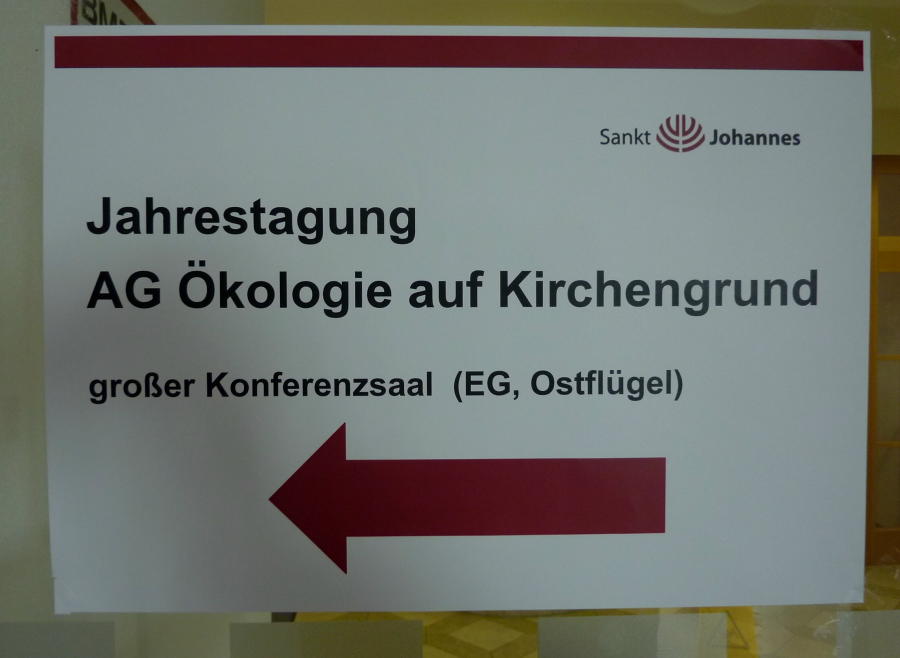 Sankt Johannes
Jahrestagung
AG Ökologie auf Kirchengrund
großer Konferenzsaal (EG, Ostflügel)